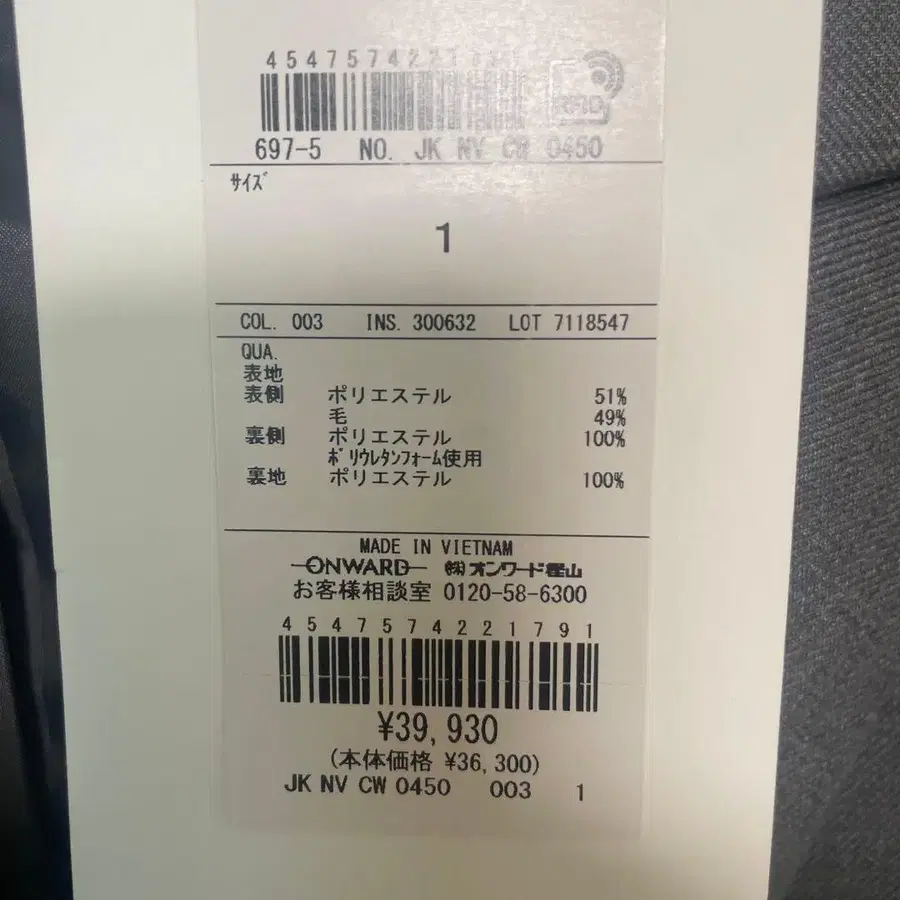 697-5 NO. JK NV CW 0450
サイズ
1
COL. 003 INS. 300632 LOT 7118547
QUA.
表地
表側 ポリエステル 51%
毛 49%
裏側 ポリエステル 100%
ポリウレタンフォーム使用
裏地 ポリエステル 100%
MADE IN VIETNAM
ONWARD ㈱オンワード樫山
お客様相談室 0120-58-6300
4547574221791
¥39,930
(本体価格 ¥36,300)
JK NV CW 0450 003 1